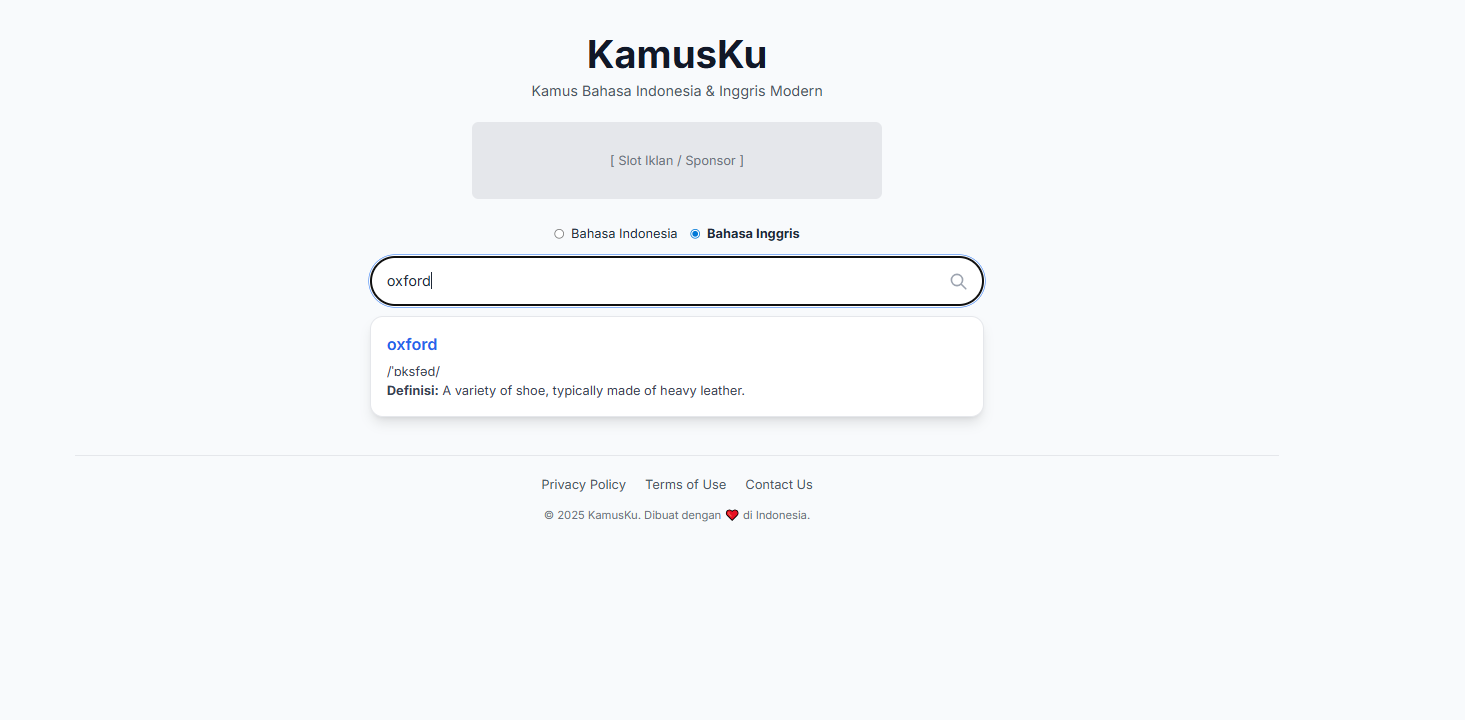 KamusKu
Kamus Bahasa Indonesia & Inggris Modern
[ Slot Iklan / Sponsor ]
Bahasa Indonesia Bahasa Inggris
oxford
oxford
/ˈɒksfəd/
Definisi: A variety of shoe, typically made of heavy leather.
Privacy Policy Terms of Use Contact Us
© 2025 KamusKu. Dibuat dengan ❤️ di Indonesia.